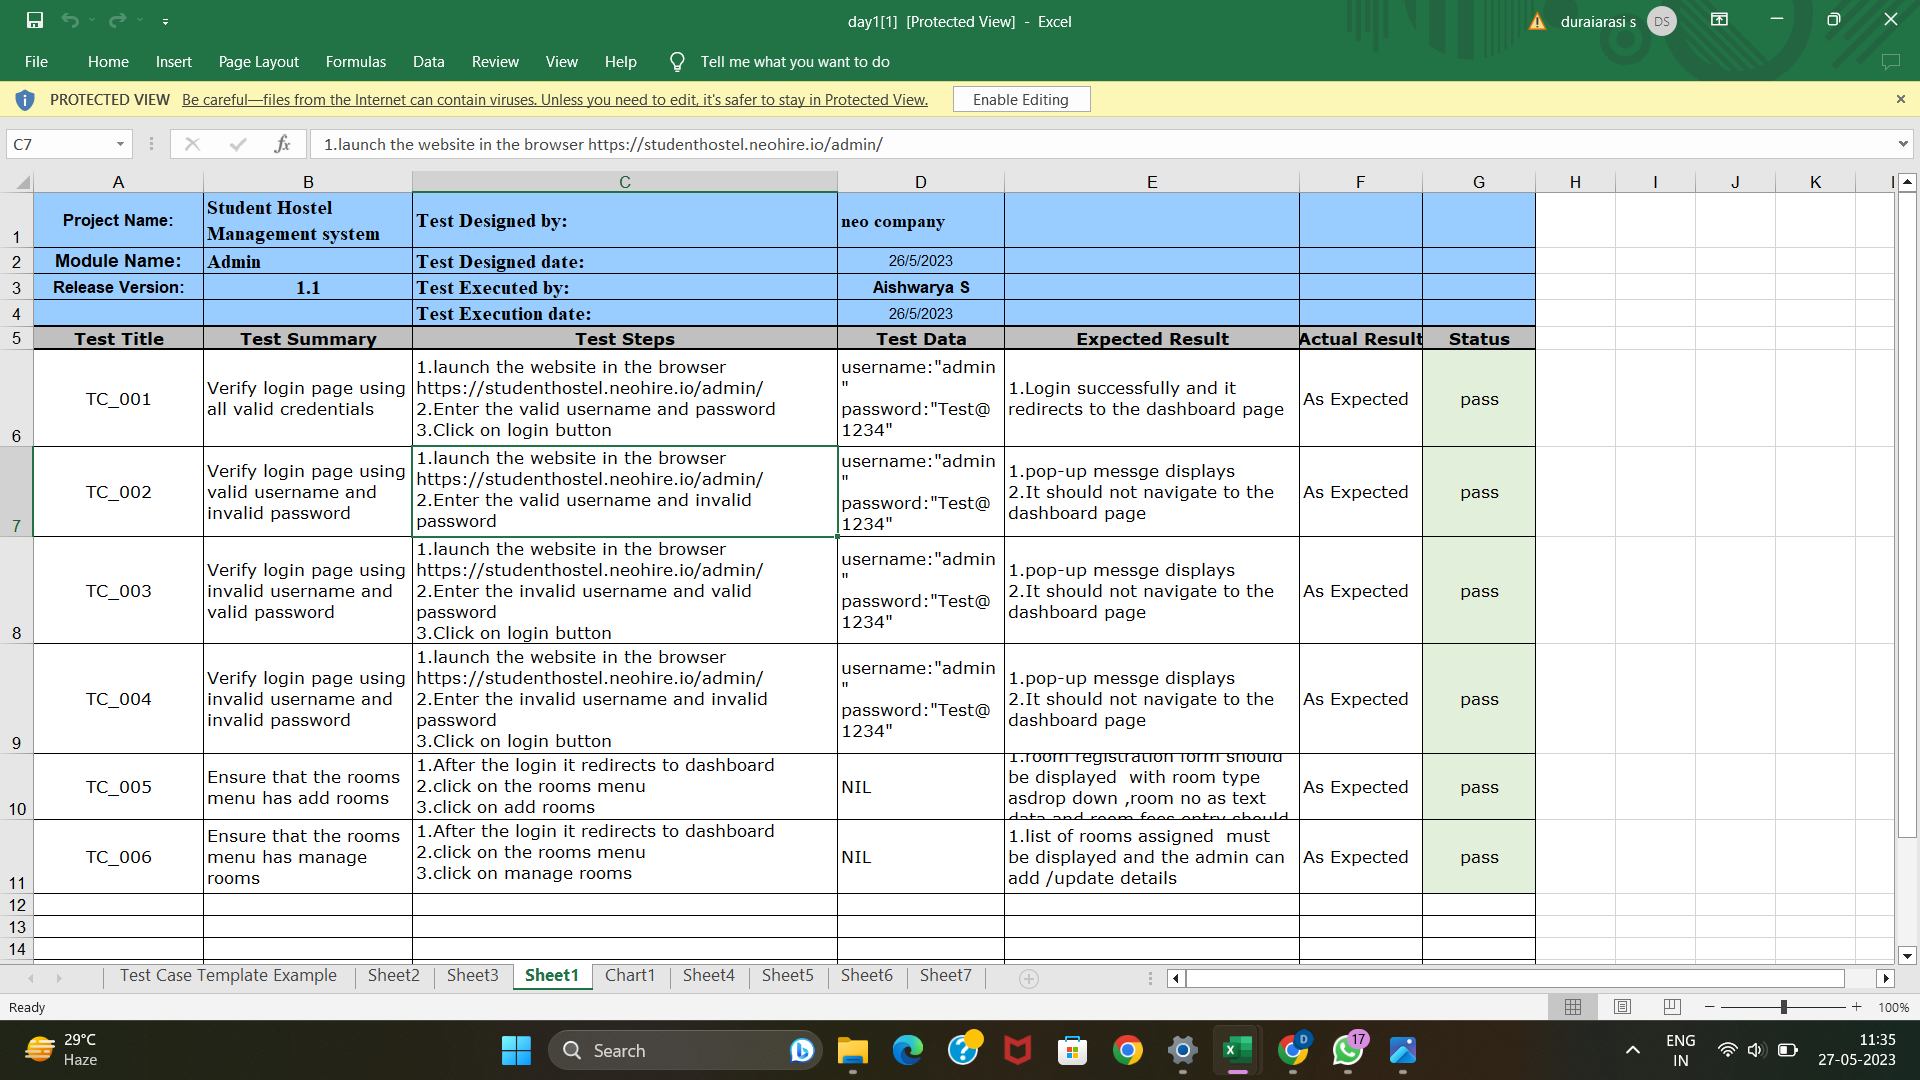 day1[1]  [Protected View]  -  Excel
duraiarasi s
DS
File
Home
Insert
Page Layout
Formulas
Data
Review
View
Help
Tell me what you want to do
PROTECTED VIEW
Be careful—files from the Internet can contain viruses. Unless you need to edit, it's safer to stay in Protected View.
Enable Editing
C7
fx
1.launch the website in the browser https://studenthostel.neohire.io/admin/
A
B
C
D
E
F
G
H
I
J
K
1
Project Name:
Student Hostel
Management system
Test Designed by:
neo company
2
Module Name:
Admin
Test Designed date:
26/5/2023
3
Release Version:
1.1
Test Executed by:
Aishwarya S
4
Test Execution date:
26/5/2023
5
Test Title
Test Summary
Test Steps
Test Data
Expected Result
Actual Result
Status
6
TC_001
Verify login page using
all valid credentials
1.launch the website in the browser
https://studenthostel.neohire.io/admin/
2.Enter the valid username and password
3.Click on login button
username:"admin
"
password:"Test@
1234"
1.Login successfully and it
redirects to the dashboard page
As Expected
pass
7
TC_002
Verify login page using
valid username and
invalid password
1.launch the website in the browser
https://studenthostel.neohire.io/admin/
2.Enter the valid username and invalid
password
username:"admin
"
password:"Test@
1234"
1.pop-up messge displays
2.It should not navigate to the
dashboard page
As Expected
pass
8
TC_003
Verify login page using
invalid username and
valid password
1.launch the website in the browser
https://studenthostel.neohire.io/admin/
2.Enter the invalid username and valid
password
3.Click on login button
username:"admin
"
password:"Test@
1234"
1.pop-up messge displays
2.It should not navigate to the
dashboard page
As Expected
pass
9
TC_004
Verify login page using
invalid username and
invalid password
1.launch the website in the browser
https://studenthostel.neohire.io/admin/
2.Enter the invalid username and invalid
password
3.Click on login button
username:"admin
"
password:"Test@
1234"
1.pop-up messge displays
2.It should not navigate to the
dashboard page
As Expected
pass
10
TC_005
Ensure that the rooms
menu has add rooms
1.After the login it redirects to dashboard
2.click on the rooms menu
3.click on add rooms
NIL
1.room registration form should
be displayed  with room type
asdrop down ,room no as text
data and room fees entry should
As Expected
pass
11
TC_006
Ensure that the rooms
menu has manage
rooms
1.After the login it redirects to dashboard
2.click on the rooms menu
3.click on manage rooms
NIL
1.list of rooms assigned  must
be displayed and the admin can
add /update details
As Expected
pass
12
13
14
Test Case Template Example
Sheet2
Sheet3
Sheet1
Chart1
Sheet4
Sheet5
Sheet6
Sheet7
Ready
100%
29°C
Haze
Search
D
17
ENG
IN
11:35
27-05-2023